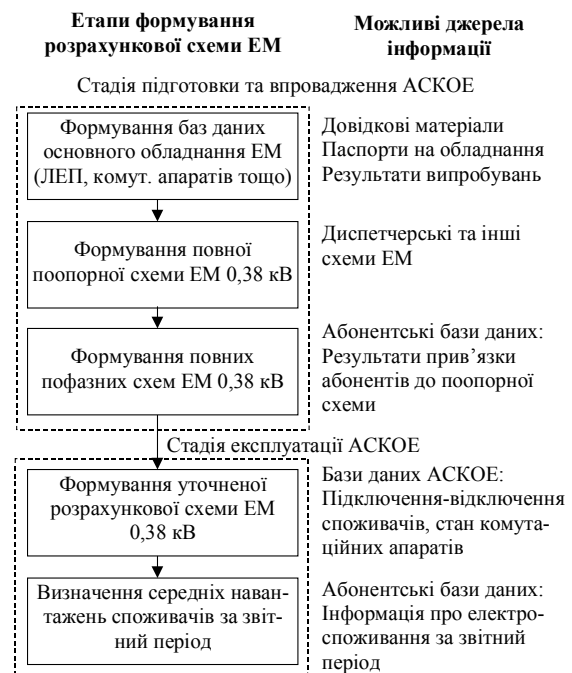 Етапи формування
розрахункової схеми ЕМ
Можливі джерела
інформації
Стадія підготовки та впровадження АСКОЕ
Формування баз даних
основного обладнання ЕМ
(ЛЕП, комут. апаратів тощо)
Довідкові матеріали
Паспорти на обладнання
Результати випробувань
Формування повної
поопорної схеми ЕМ 0,38 кВ
Диспетчерські та інші
схеми ЕМ
Формування повних
пофазних схем ЕМ 0,38 кВ
Абонентські бази даних:
Результати прив’язки
абонентів до поопорної
схеми
Стадія експлуатації АСКОЕ
Формування уточненої
розрахункової схеми ЕМ
0,38 кВ
Бази даних АСКОЕ:
Підключення-відключення
споживачів, стан комута-
ційних апаратів
Визначення середніх наван-
тажень споживачів за звіт-
ний період
Абонентські бази даних:
Інформація про електро-
споживання за звітний
період